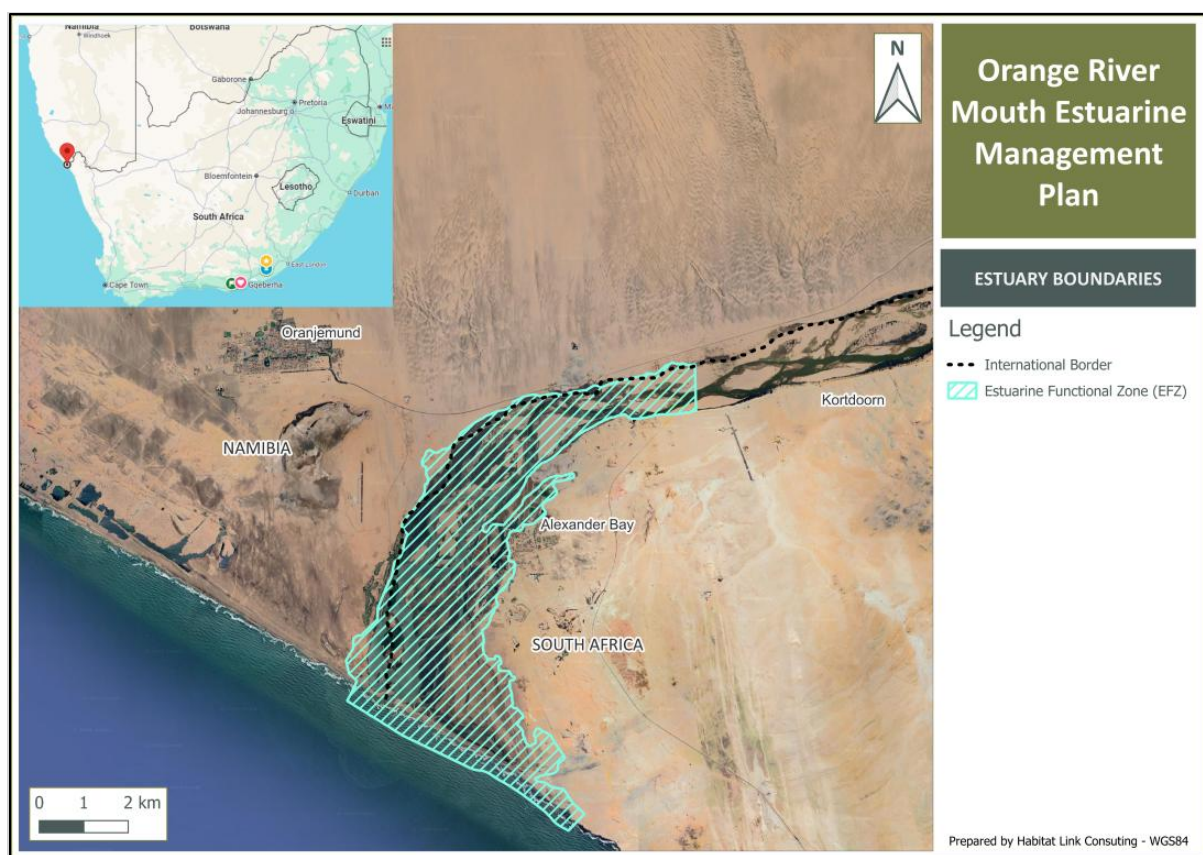 Namibia
Windhoek
Botswana
Gaborone
Pretoria
Johannesburg
Eswatini
Bloemfontein
Lesotho
Durban
South Africa
East London
Cape Town
Gqeberha
N
Oranjemund
Kortdoorn
NAMIBIA
Alexander Bay
SOUTH AFRICA
0 1 2 km
Orange River
Mouth Estuarine
Management
Plan
ESTUARY BOUNDARIES
Legend
International Border
Estuarine Functional Zone (EFZ)
Prepared by Habitat Link Consuting - WGS84